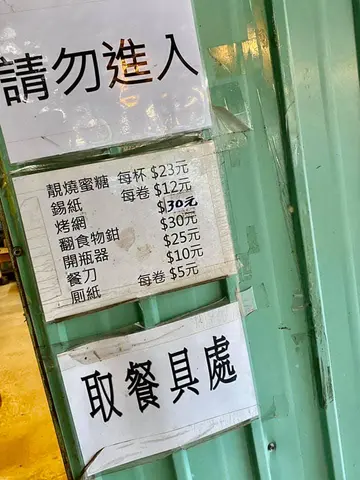 請勿進入
靚燒蜜糖 每杯 $23元
錫紙 每卷 $12元
烤網 $30元
翻食物鉗 $30元
開瓶器 $25元
餐刀 $10元
厠紙 每卷 $5元
取餐具處